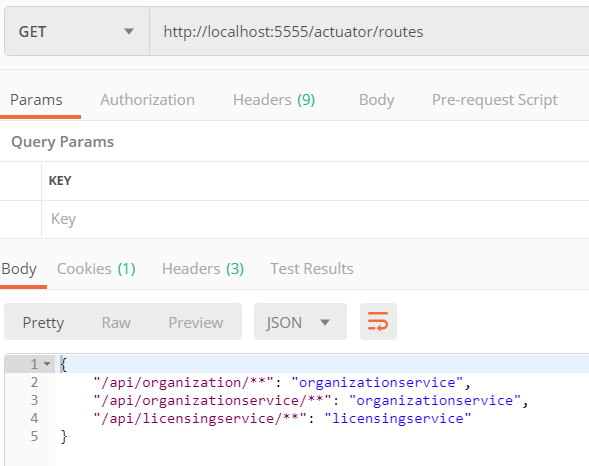 GET http://localhost:5555/actuator/routes
Params Authorization Headers (9) Body Pre-request Script
Query Params
KEY
Key
Body Cookies (1) Headers (3) Test Results
Pretty Raw Preview JSON
1 {
2 "/api/organization/**": "organizationservice",
3 "/api/organizationservice/**": "organizationservice",
4 "/api/licensingservice/**": "licensingservice"
5 }